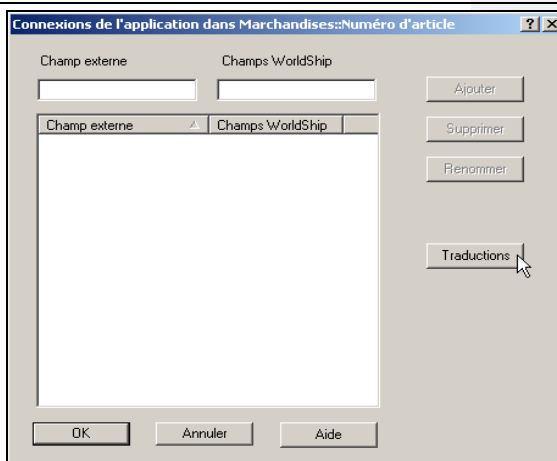 Connexions de l'application dans Marchandises::Numéro d'article
Champ externe Champs WorldShip
Ajouter
Champ externe Champs WorldShip
Supprimer
Renommer
Traductions
OK Annuler Aide